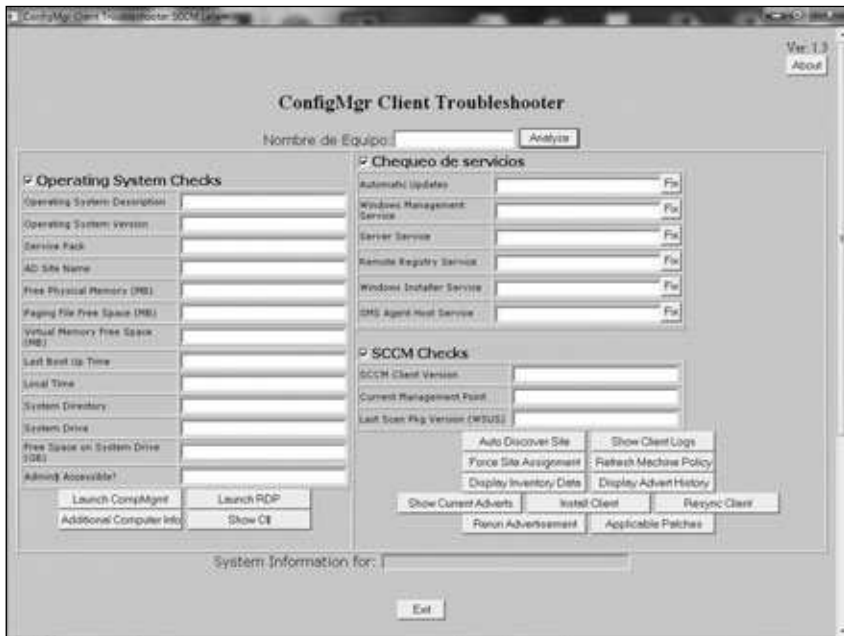 ConfigMgr Client Troubleshooter SCCM
Ver: 1.3
About
ConfigMgr Client Troubleshooter
Nombre de Equipo:
Analyze
Operating System Checks
Operating System Description
Operating System Version
Service Pack
AD Site Name
Free Physical Memory (MB)
Paging File Free Space (MB)
Virtual Memory Free Space
(MB)
Last Boot Up Time
Local Time
System Directory
System Drive
Free Space on System Drive
(GB)
Admin$ Accessible?
Launch CompMgmt
Launch RDP
Additional Computer Info
Show C$
Chequeo de servicios
Automatic Updates
Fix
Windows Management
Service
Fix
Server Service
Fix
Remote Registry Service
Fix
Windows Installer Service
Fix
SMS Agent Host Service
Fix
SCCM Checks
SCCM Client Version
Current Management Point
Last Scan Pkg Version (WSUS)
Auto Discover Site
Show Client Logs
Force Site Assignment
Refresh Machine Policy
Display Inventory Date
Display Advert History
Show Current Adverts
Install Client
Resync Client
Rerun Advertisement
Applicable Patches
System Information for:
Exit